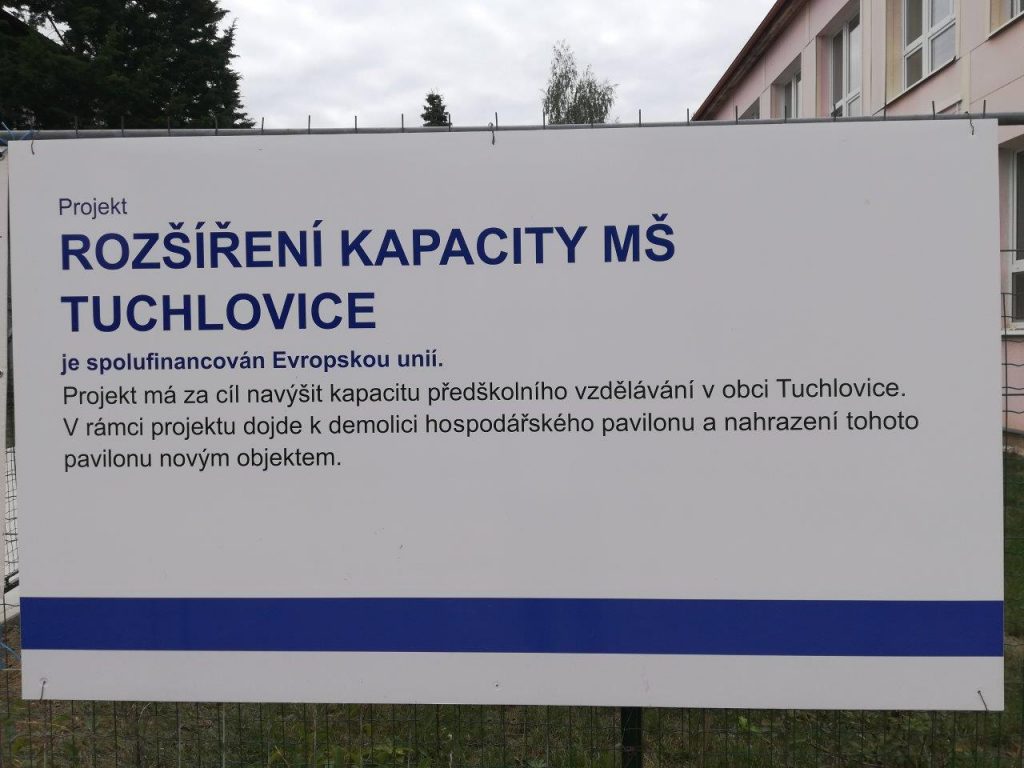 Projekt
ROZŠÍŘENÍ KAPACITY MŠ
TUCHLOVICE
je spolufinancován Evropskou unií.
Projekt má za cíl navýšit kapacitu předškolního vzdělávání v obci Tuchlovice.
V rámci projektu dojde k demolici hospodářského pavilonu a nahrazení tohoto
pavilonu novým objektem.